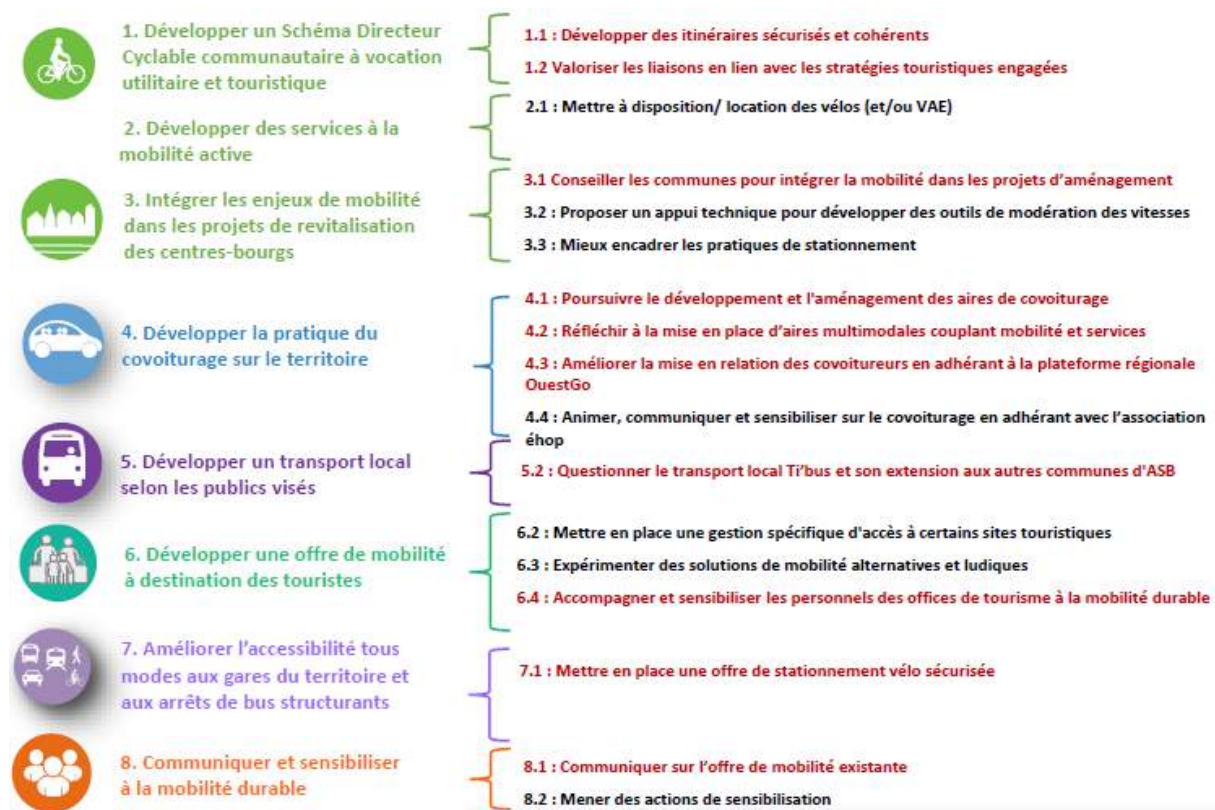 1. Développer un Schéma Directeur
Cyclable communautaire à vocation
utilitaire et touristique
1.1 : Développer des itinéraires sécurisés et cohérents
1.2 Valoriser les liaisons en lien avec les stratégies touristiques engagées
2. Développer des services à la
mobilité active
2.1 : Mettre à disposition/ location des vélos (et/ou VAE)
3. Intégrer les enjeux de mobilité
dans les projets de revitalisation
des centres-bourgs
3.1 Conseiller les communes pour intégrer la mobilité dans les projets d'aménagement
3.2 : Proposer un appui technique pour développer des outils de modération des vitesses
3.3 : Mieux encadrer les pratiques de stationnement
4. Développer la pratique du
covoiturage sur le territoire
4.1 : Poursuivre le développement et l'aménagement des aires de covoiturage
4.2 : Réfléchir à la mise en place d'aires multimodales couplant mobilité et services
4.3 : Améliorer la mise en relation des covoitureurs en adhérant à la plateforme régionale
OuestGo
4.4 : Animer, communiquer et sensibiliser sur le covoiturage en adhérant avec l'association
éhop
5. Développer un transport local
selon les publics visés
5.2 : Questionner le transport local Ti'bus et son extension aux autres communes d'ASB
6. Développer une offre de mobilité
à destination des touristes
6.2 : Mettre en place une gestion spécifique d'accès à certains sites touristiques
6.3 : Expérimenter des solutions de mobilité alternatives et ludiques
6.4 : Accompagner et sensibiliser les personnels des offices de tourisme à la mobilité durable
7. Améliorer l'accessibilité tous
modes aux gares du territoire et
aux arrêts de bus structurants
7.1 : Mettre en place une offre de stationnement vélo sécurisée
8. Communiquer et sensibiliser
à la mobilité durable
8.1 : Communiquer sur l'offre de mobilité existante
8.2 : Mener des actions de sensibilisation